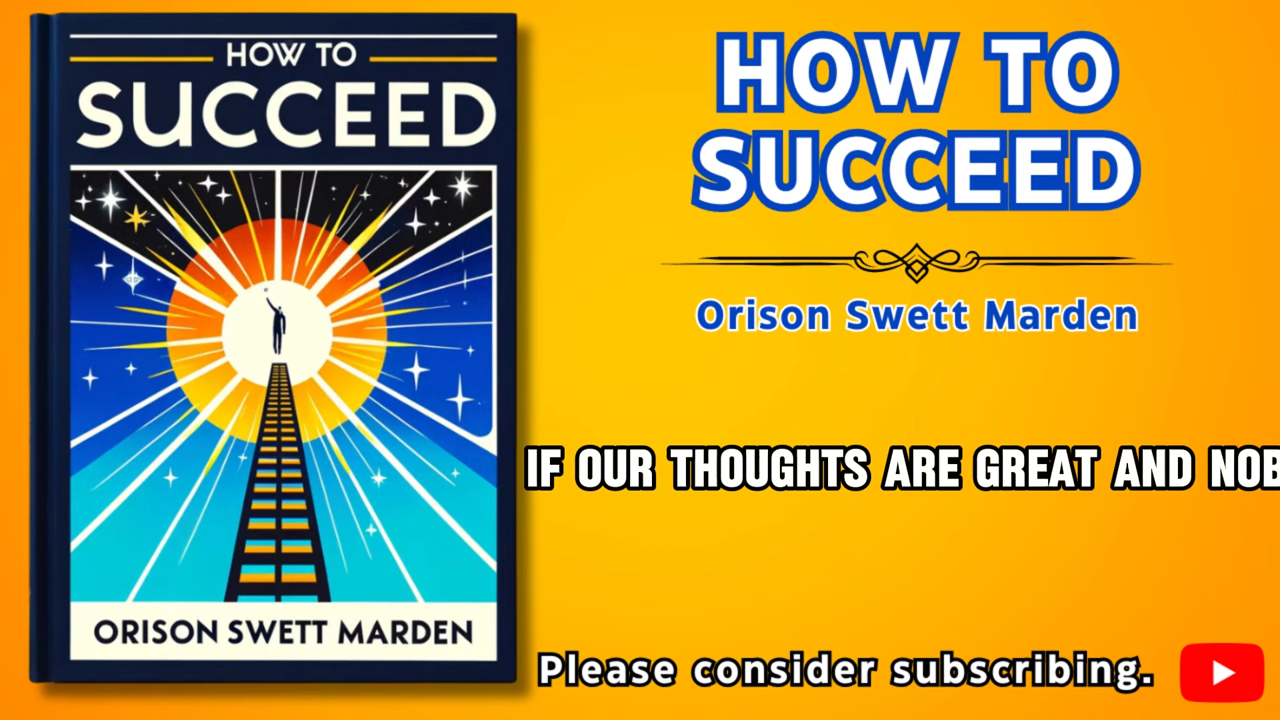 HOW TO
SUCCEED
ORISON SWETT MARDEN
HOW TO
SUCCEED
Orison Swett Marden
IF OUR THOUGHTS ARE GREAT AND NOB
Please consider subscribing.